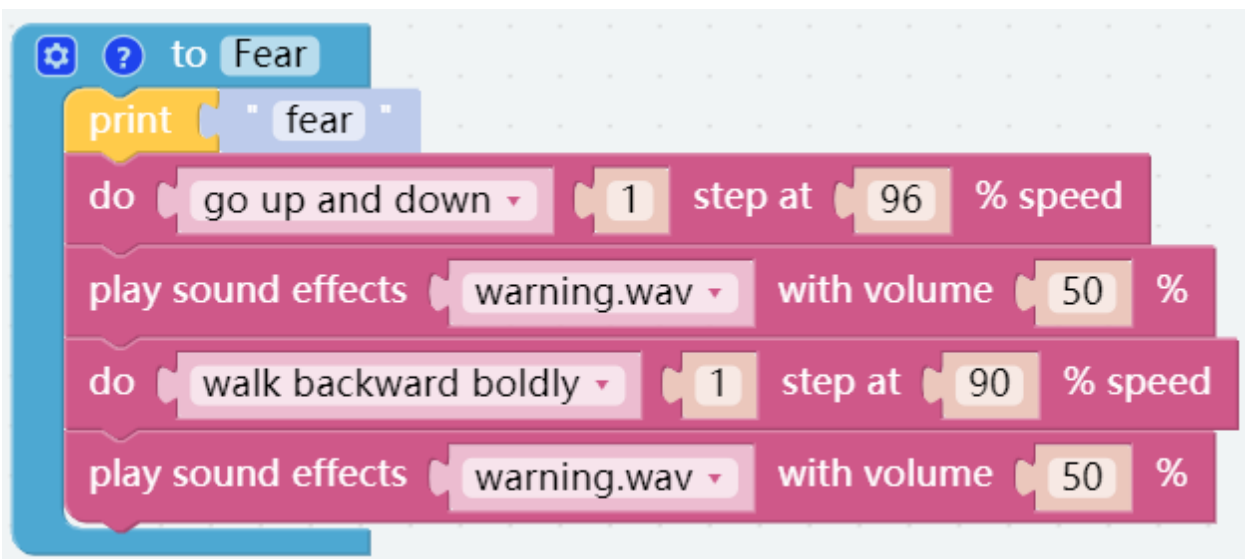 ? to Fear
print " fear "
do go up and down 1 step at 96 % speed
play sound effects warning.wav with volume 50 %
do walk backward boldly 1 step at 90 % speed
play sound effects warning.wav with volume 50 %